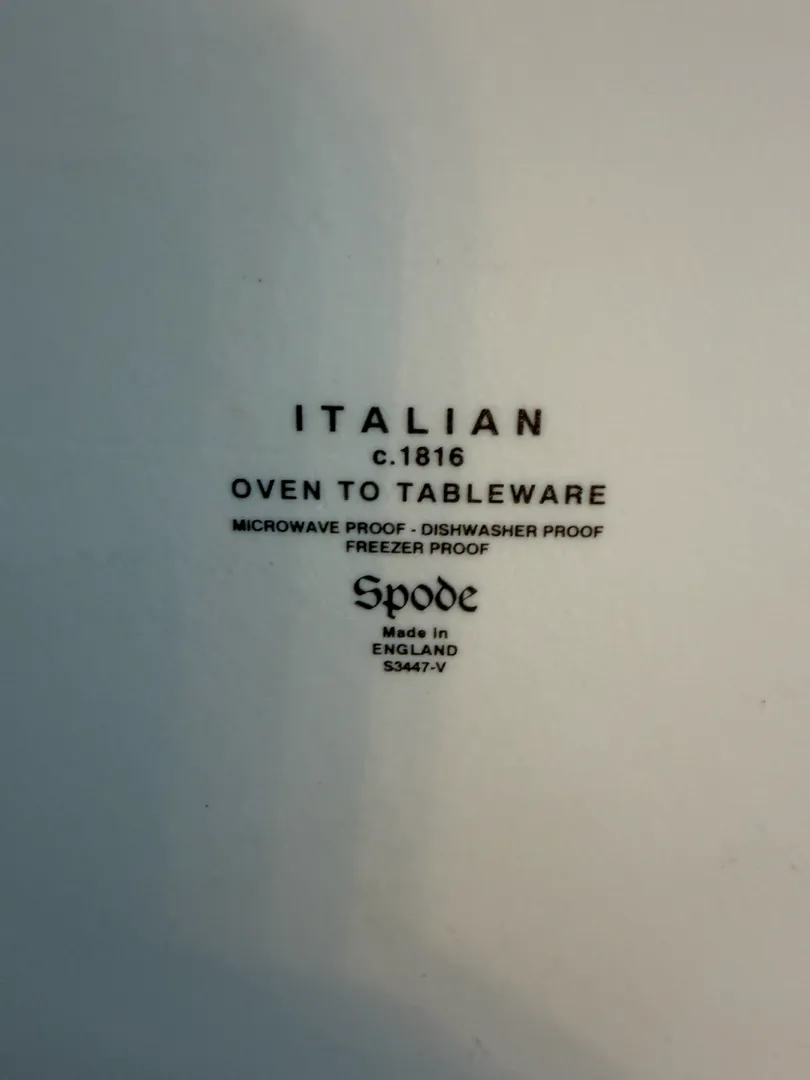 ITALIAN
c.1816
OVEN TO TABLEWARE
MICROWAVE PROOF - DISHWASHER PROOF
FREEZER PROOF
Spode
Made in
ENGLAND
S3447-V